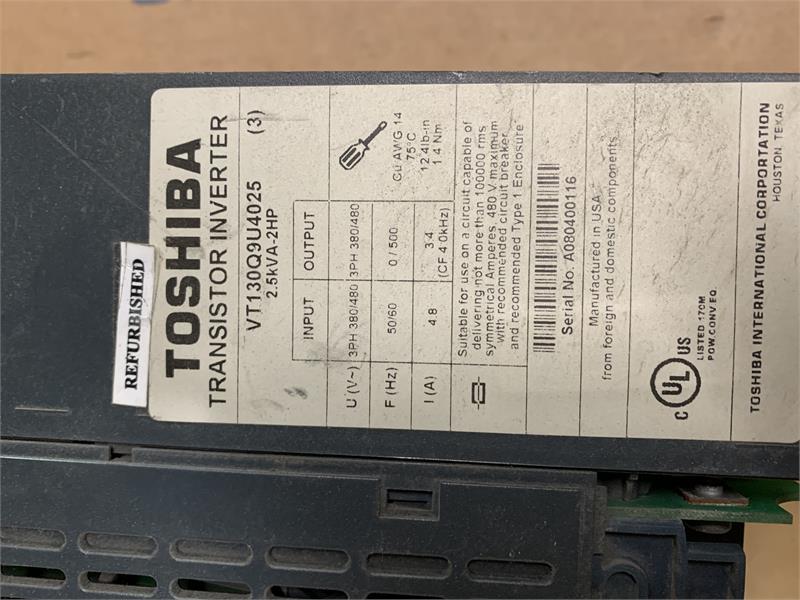 REFURBISHED
TOSHIBA
TRANSISTOR INVERTER
VT130Q9U4025 (3)
2.5kVA-2HP
INPUT OUTPUT
U (V~) 3PH 380/480 3PH 380/480
F (Hz) 50/60 0 / 500
I (A) 4.8 3.4
(CF 4.0kHz)
Cu AWG 14
75°C
12.4lb-in
1.4 Nm
Suitable for use on a circuit capable of
delivering not more than 100000 rms
symmetrical Amperes, 480 V maximum
with recommended circuit breaker
and recommended Type 1 Enclosure
Serial No. A080400116
Manufactured in USA
from foreign and domestic components
C UL US
LISTED 17CM
POW.CONV.EQ.
TOSHIBA INTERNATIONAL CORPORATION
HOUSTON, TEXAS